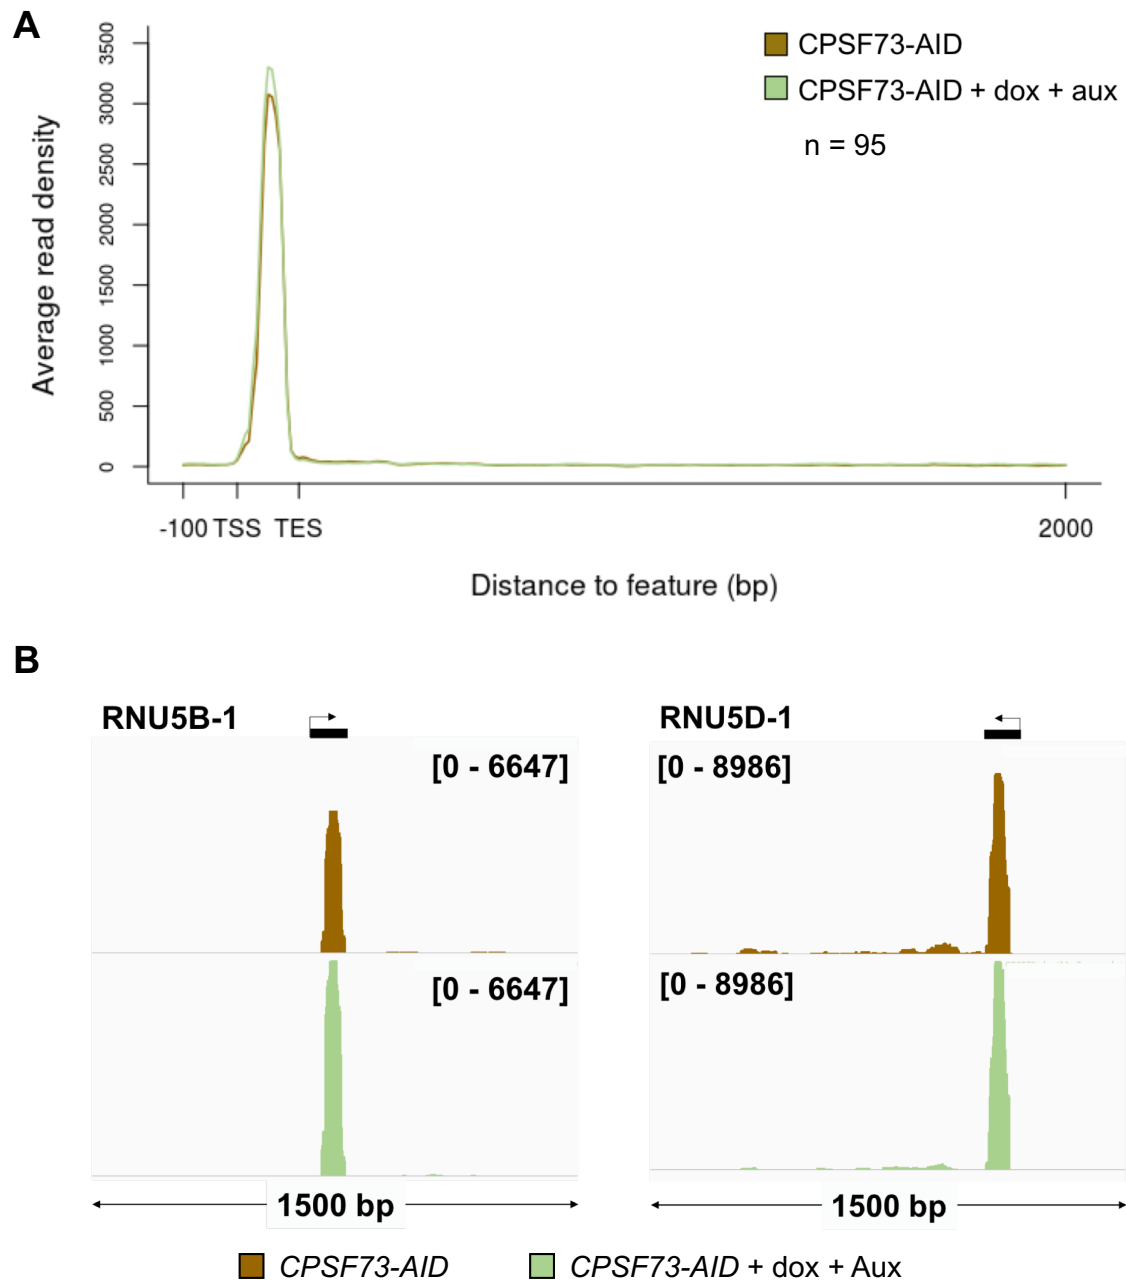 A
CPSF73-AID
CPSF73-AID + dox + aux
n = 95
Average read density
3500
3000
2500
2000
1500
1000
500
0
-100 TSS TES 2000
Distance to feature (bp)
B
RNU5B-1
RNU5D-1
[0 - 6647]
[0 - 8986]
[0 - 6647]
[0 - 8986]
1500 bp
1500 bp
CPSF73-AID
CPSF73-AID + dox + Aux